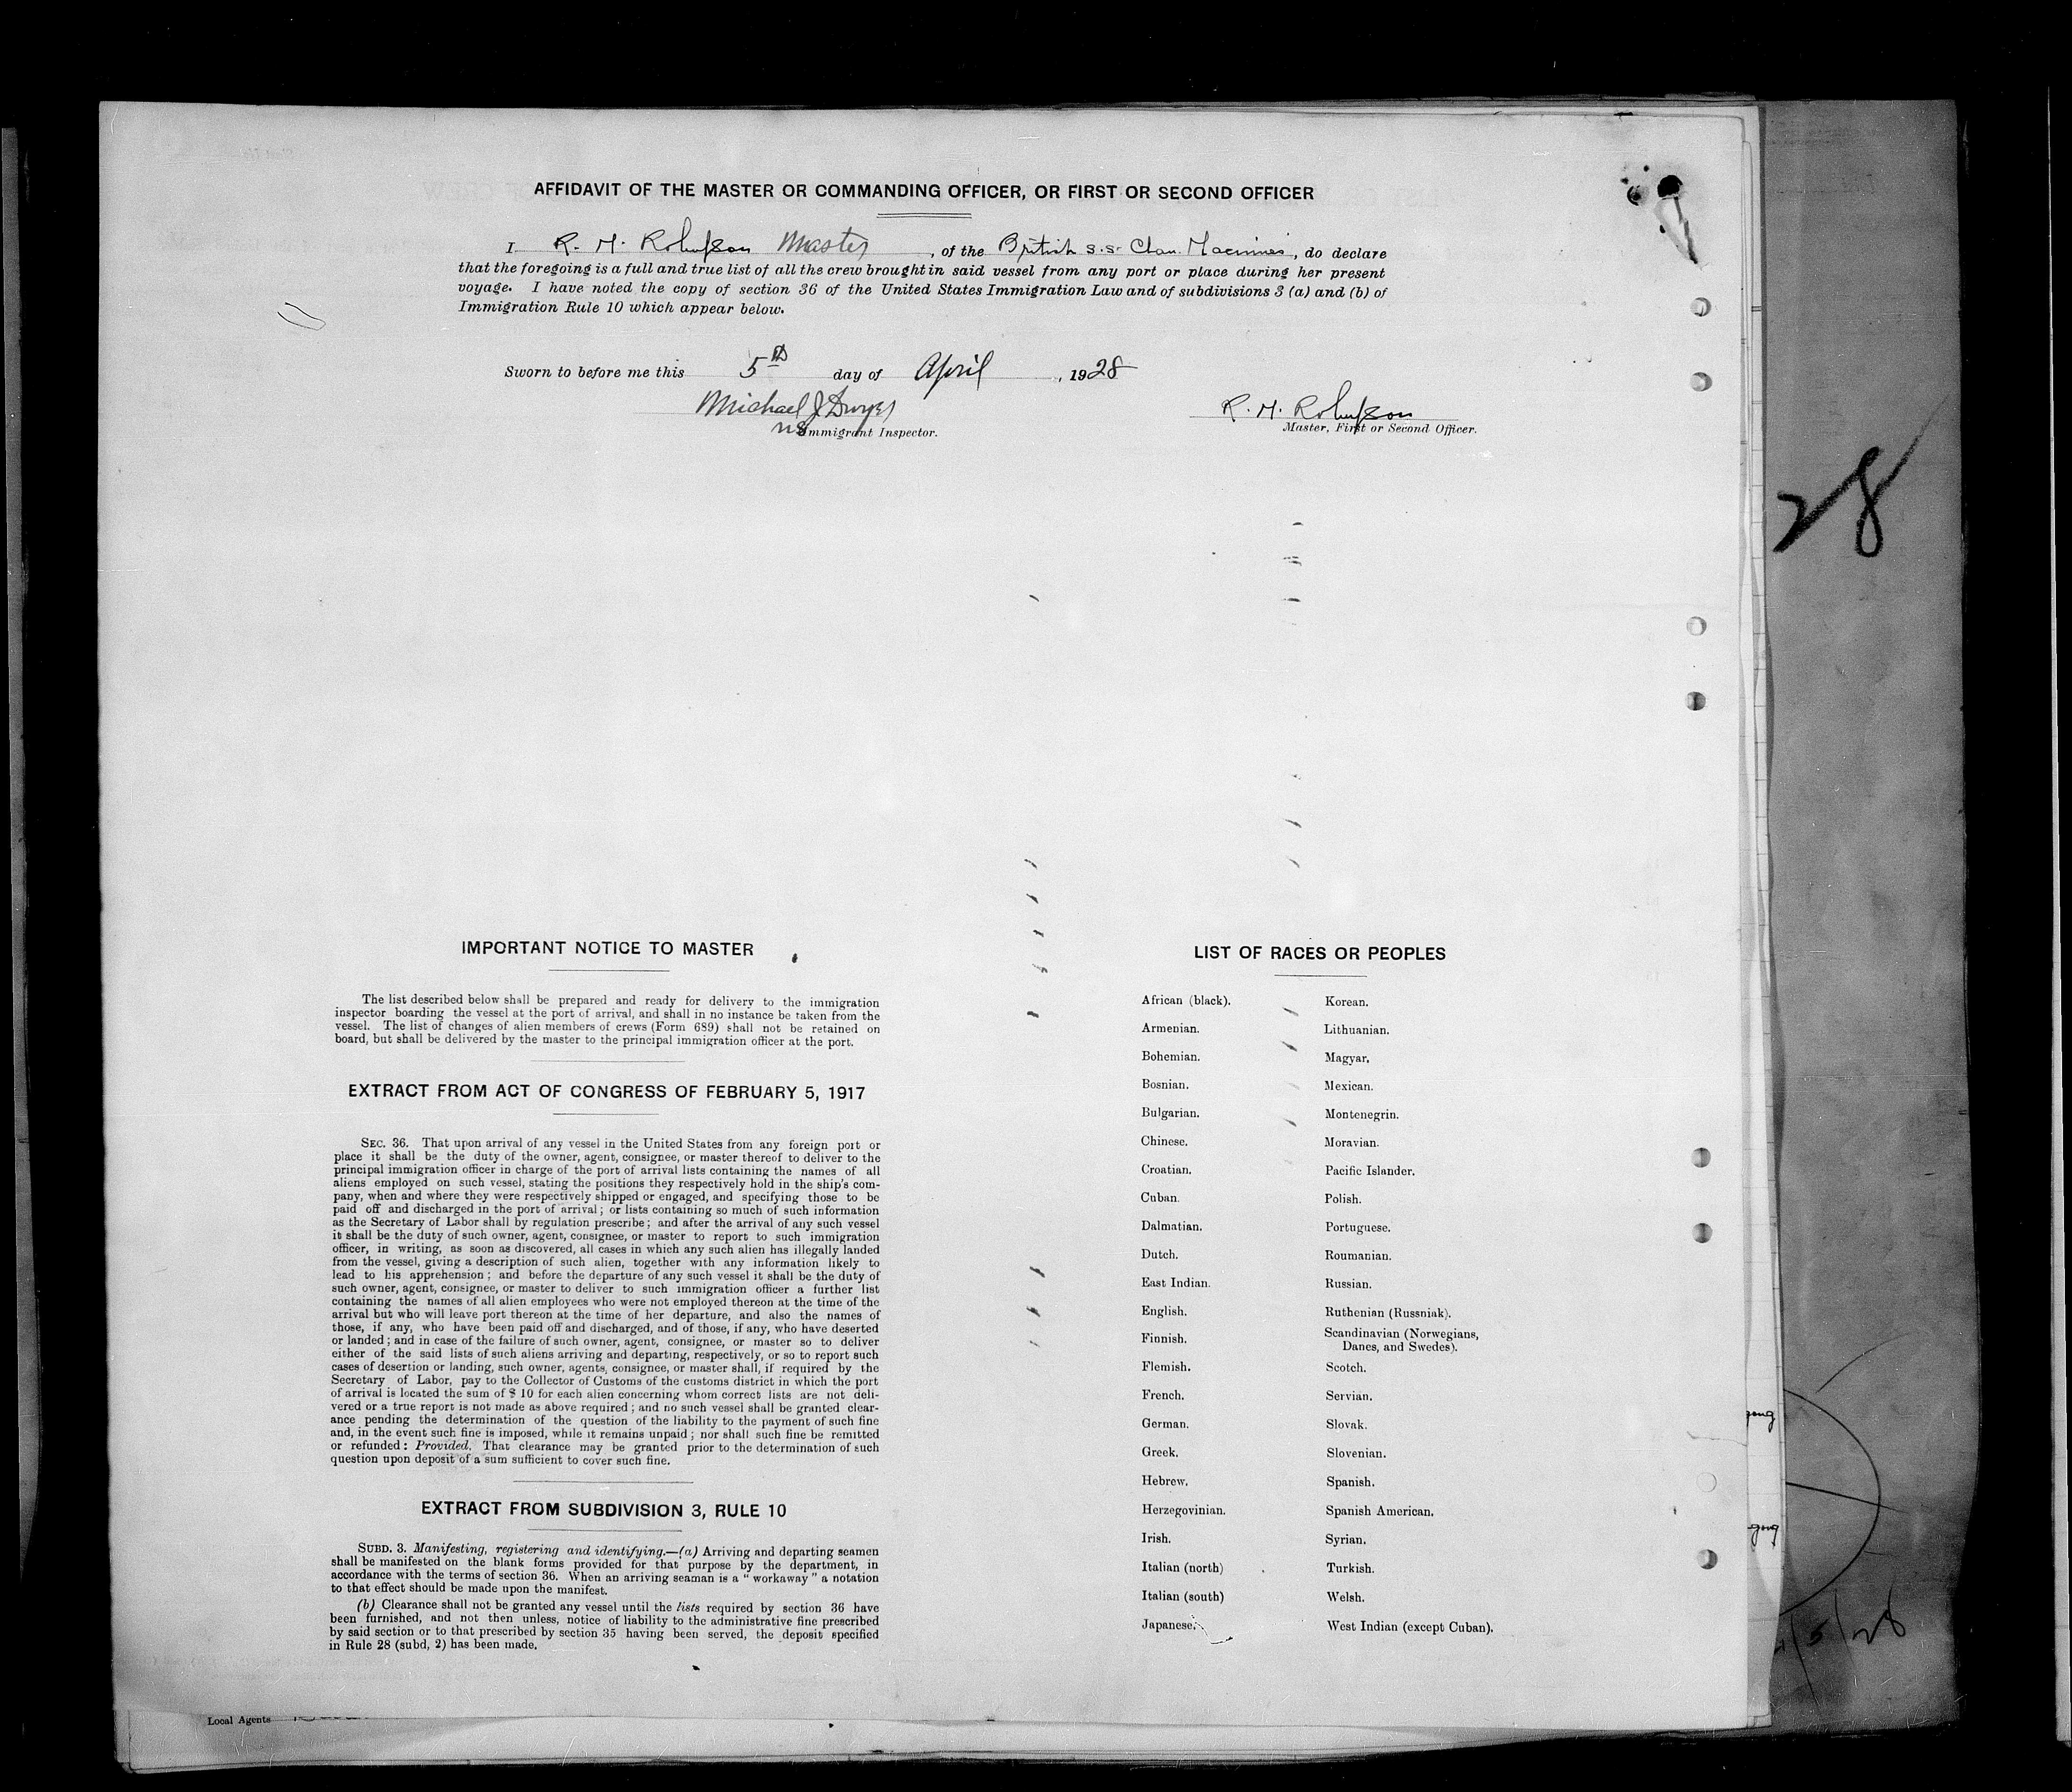 AFFIDAVIT OF THE MASTER OR COMMANDING OFFICER, OR FIRST OR SECOND OFFICER
I R. H. Master, of the British s.s. Clan, do declare
that the foregoing is a full and true list of all the crew brought in said vessel from any port or place during her present
voyage. I have noted the copy of section 36 of the United States Immigration Law and of subdivisions 3 (a) and (b) of
Immigration Rule 10 which appear below.
Sworn to before me this 5th day of April, 1928
Michael J Dwyer
Immigrant Inspector.
R. H.
Master, First or Second Officer.
28
IMPORTANT NOTICE TO MASTER
The list described below shall be prepared and ready for delivery to the immigration
inspector boarding the vessel at the port of arrival, and shall in no instance be taken from the
vessel. The list of changes of alien members of crews (Form 689) shall not be retained on
board, but shall be delivered by the master to the principal immigration officer at the port.
EXTRACT FROM ACT OF CONGRESS OF FEBRUARY 5, 1917
SEC. 36. That upon arrival of any vessel in the United States from any foreign port or
place it shall be the duty of the owner, agent, consignee, or master thereof to deliver to the
principal immigration officer in charge of the port of arrival lists containing the names of all
aliens employed on such vessel, stating the positions they respectively hold in the ship's com-
pany, when and where they were respectively shipped or engaged, and specifying those to be
paid off and discharged in the port of arrival; or lists containing so much of such information
as the Secretary of Labor shall by regulation prescribe; and after the arrival of any such vessel
it shall be the duty of such owner, agent, consignee, or master to report to such immigration
officer, in writing, as soon as discovered, all cases in which any such alien has illegally landed
from the vessel, giving a description of such alien, together with any information likely to
lead to his apprehension; and before the departure of any such vessel it shall be the duty of
such owner, agent, consignee, or master to deliver to such immigration officer a further list
containing the names of all alien employees who were not employed thereon at the time of the
arrival but who will leave port thereon at the time of her departure, and also the names of
those, if any, who have been paid off and discharged, and of those, if any, who have deserted
or landed; and in case of the failure of such owner, agent, consignee, or master so to deliver
either of the said lists of such aliens arriving and departing, respectively, or so to report such
cases of desertion or landing, such owner, agents, consignee, or master shall, if required by the
Secretary of Labor, pay to the Collector of Customs of the customs district in which the port
of arrival is located the sum of $ 10 for each alien concerning whom correct lists are not deli-
vered or a true report is not made as above required; and no such vessel shall be granted clear-
ance pending the determination of the question of the liability to the payment of such fine
and, in the event such fine is imposed, while it remains unpaid; nor shall such fine be remitted
or refunded: Provided, That clearance may be granted prior to the determination of such
question upon deposit of a sum sufficient to cover such fine.
EXTRACT FROM SUBDIVISION 3, RULE 10
SUBD. 3. Manifesting, registering and identifying.—(a) Arriving and departing seamen
shall be manifested on the blank forms provided for that purpose by the department, in
accordance with the terms of section 36. When an arriving seaman is a " workaway " a notation
to that effect should be made upon the manifest.
(b) Clearance shall not be granted any vessel until the lists required by section 36 have
been furnished, and not then unless, notice of liability to the administrative fine prescribed
by said section or to that prescribed by section 35 having been served, the deposit specified
in Rule 28 (subd, 2) has been made.
LIST OF RACES OR PEOPLES
African (black).
Armenian.
Bohemian.
Bosnian.
Bulgarian.
Chinese.
Croatian.
Cuban.
Dalmatian.
Dutch.
East Indian.
English.
Finnish.
Flemish.
French.
German.
Greek.
Hebrew.
Herzegovinian.
Irish.
Italian (north)
Italian (south)
Japanese.
Korean.
Lithuanian.
Magyar.
Mexican.
Montenegrin.
Moravian.
Pacific Islander.
Polish.
Portuguese.
Roumanian.
Russian.
Ruthenian (Russniak).
Scandinavian (Norwegians,
Danes, and Swedes).
Scotch.
Servian.
Slovak.
Slovenian.
Spanish.
Spanish American.
Syrian.
Turkish.
Welsh.
West Indian (except Cuban).
Local Agents